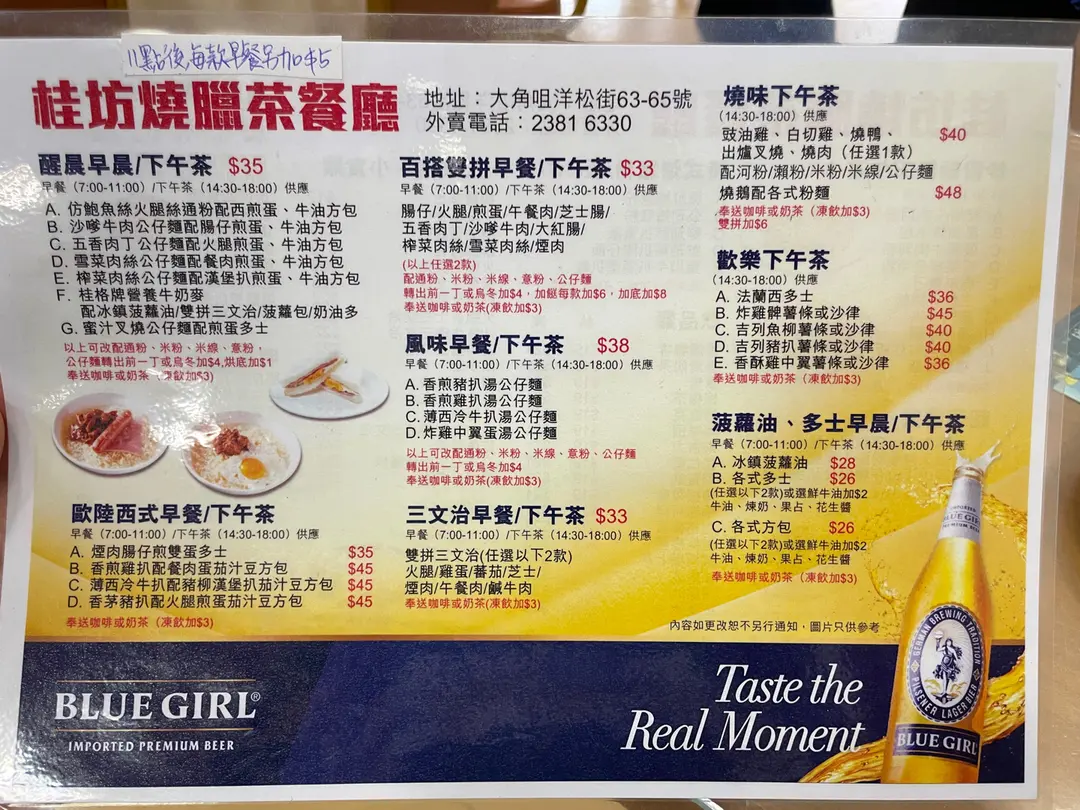 11點後每款早餐另加$5
桂坊燒臘茶餐廳
地址：大角咀洋松街63-65號
外賣電話：2381 6330
醒晨早晨/下午茶 $35
早餐（7:00-11:00）/下午茶（14:30-18:00）供應
A. 仿鮑魚絲火腿絲通粉配西煎蛋、牛油方包
B. 沙嗲牛肉公仔麵配腸仔煎蛋、牛油方包
C. 五香肉丁公仔麵配火腿煎蛋、牛油方包
D. 雪菜肉絲公仔麵配餐肉煎蛋、牛油方包
E. 榨菜肉絲公仔麵配漢堡扒煎蛋、牛油方包
F. 桂格牌營養牛奶麥
配冰鎮菠蘿油/雙拼三文治/菠蘿包/奶油多
G. 蜜汁叉燒公仔麵配煎蛋多士
以上可改配通粉、米粉、米線、意粉，
公仔麵轉出前一丁或烏冬加$4,烘底加$1
奉送咖啡或奶茶（凍飲加$3)
歐陸西式早餐/下午茶
早餐（7:00-11:00）/下午茶（14:30-18:00）供應
A. 煙肉腸仔煎雙蛋多士 $35
B. 香煎雞扒配餐肉蛋茄汁豆方包 $45
C. 薄西冷牛扒配豬柳漢堡扒茄汁豆方包 $45
D. 香茅豬扒配火腿煎蛋茄汁豆方包 $45
奉送咖啡或奶茶（凍飲加$3)
百搭雙拼早餐/下午茶 $33
早餐（7:00-11:00）/下午茶（14:30-18:00）供應
腸仔/火腿/煎蛋/午餐肉/芝士腸/
五香肉丁/沙嗲牛肉/大紅腸/
榨菜肉絲/雪菜肉絲/煙肉
(以上任選2款)
配通粉、米粉、米線、意粉、公仔麵
轉出前一丁或烏冬加$4，加餸每款加$6，加底加$8
奉送咖啡或奶茶(凍飲加$3)
風味早餐/下午茶 $38
早餐（7:00-11:00）/下午茶（14:30-18:00）供應
A. 香煎豬扒湯公仔麵
B. 香煎雞扒湯公仔麵
C. 薄西冷牛扒湯公仔麵
D. 炸雞中翼蛋湯公仔麵
以上可改配通粉、米粉、米線、意粉、公仔麵
轉出前一丁或烏冬加$4
奉送咖啡或奶茶(凍飲加$3)
三文治早餐/下午茶 $33
早餐（7:00-11:00）/下午茶（14:30-18:00）供應
雙拼三文治(任選以下2款)
火腿/雞蛋/蕃茄/芝士/
煙肉/午餐肉/鹹牛肉
奉送咖啡或奶茶(凍飲加$3)
燒味下午茶
(14:30-18:00）供應
豉油雞、白切雞、燒鴨、 $40
出爐叉燒、燒肉（任選1款）
配河粉/瀨粉/米粉/米線/公仔麵
燒鵝配各式粉麵 $48
奉送咖啡或奶茶（凍飲加$3)
雙拼加$6
歡樂下午茶
(14:30-18:00）供應
A. 法蘭西多士 $36
B. 炸雞髀薯條或沙律 $45
C. 吉列魚柳薯條或沙律 $40
D. 吉列豬扒薯條或沙律 $40
E. 香酥雞中翼薯條或沙律 $36
奉送咖啡或奶茶（凍飲加$3)
菠蘿油、多士早晨/下午茶
早餐（7:00-11:00）/下午茶（14:30-18:00）供應
A. 冰鎮菠蘿油 $28
B. 各式多士 $26
(任選以下2款)或選鮮牛油加$2
牛油、煉奶、果占、花生醬
C. 各式方包 $26
(任選以下2款)或選鮮牛油加$2
牛油、煉奶、果占、花生醬
奉送咖啡或奶茶（凍飲加$3)
內容如更改恕不另行通知，圖片只供參考
BLUE GIRL®
IMPORTED PREMIUM BEER
Taste the
Real Moment
GERMAN BREWING TRADITION
PILSENER LAGER BIER
BLUE GIRL